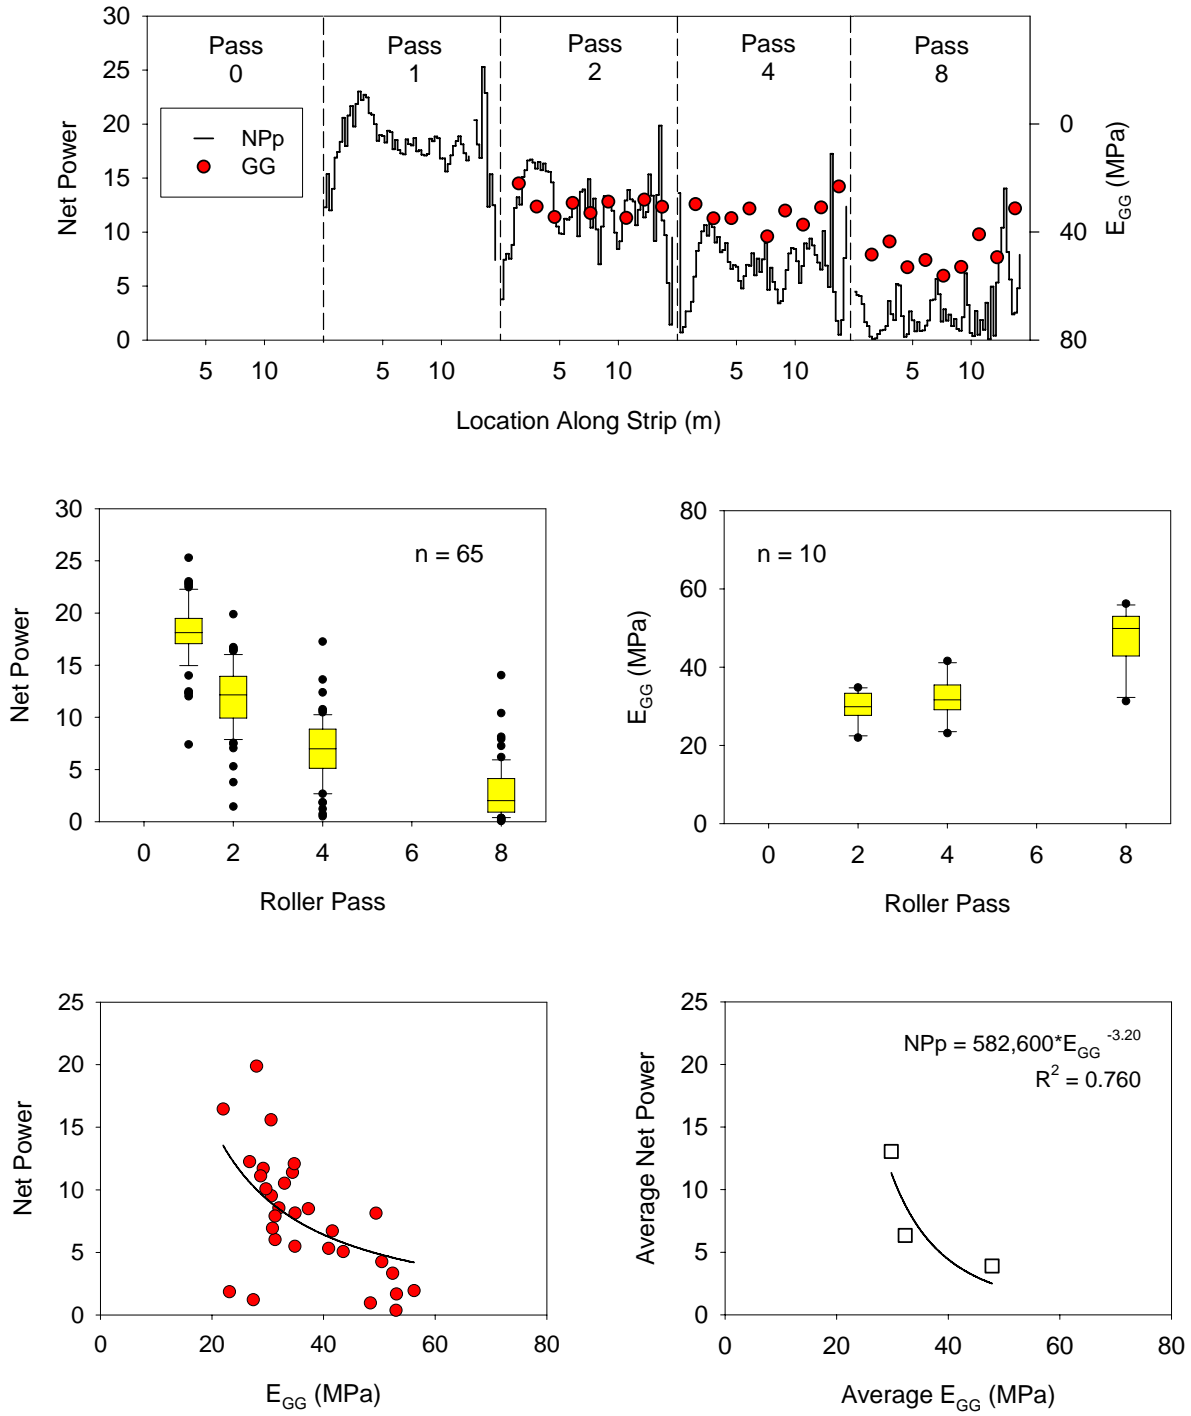 30
25
20
15
10
5
0
Net Power
Pass
0
Pass
1
Pass
2
Pass
4
Pass
8
NPp
GG
0
40
80
E_GG (MPa)
5 10 5 10 5 10 5 10 5 10
Location Along Strip (m)
30
25
20
15
10
5
0
Net Power
n = 65
0 2 4 6 8
Roller Pass
80
60
40
20
0
E_GG (MPa)
n = 10
0 2 4 6 8
Roller Pass
25
20
15
10
5
0
Net Power
0 20 40 60 80
E_GG (MPa)
25
20
15
10
5
0
Average Net Power
NPp = 582,600*E_GG ^-3.20
R² = 0.760
0 20 40 60 80
Average E_GG (MPa)